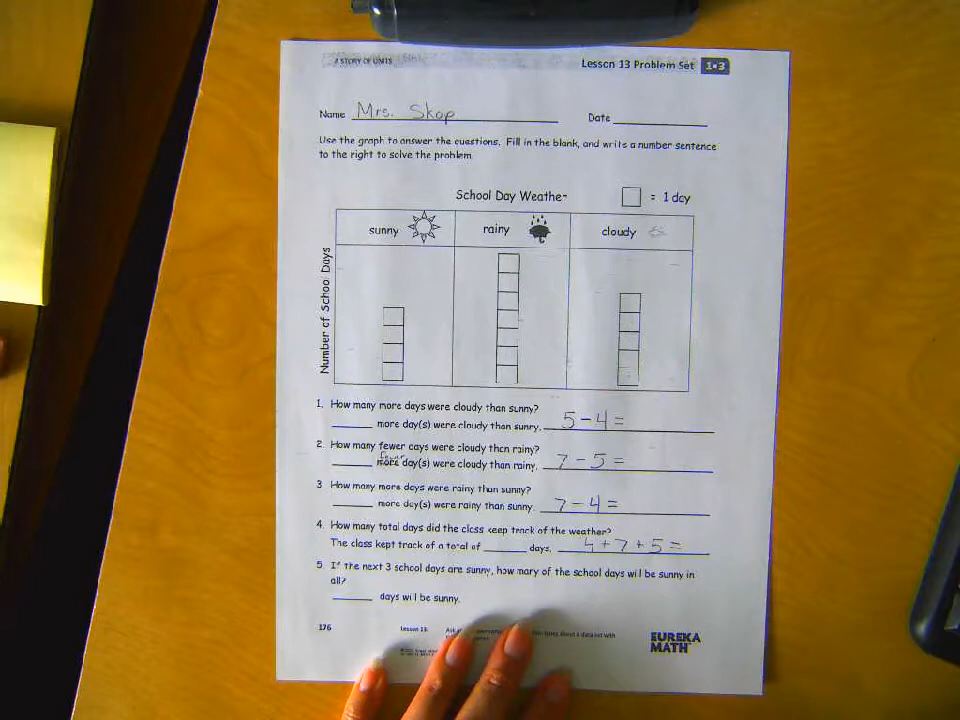 A STORY OF UNITS
Lesson 13 Problem Set 1•3
Name Mrs. Skop Date
Use the graph to answer the questions. Fill in the blank, and write a number sentence
to the right to solve the problem.
School Day Weather = 1 day
sunny rainy cloudy
Number of School Days
1. How many more days were cloudy than sunny?
more day(s) were cloudy than sunny. 5 - 4 =
2. How many fewer days were cloudy than rainy?
fewer
more day(s) were cloudy than rainy. 7 - 5 =
3. How many more days were rainy than sunny?
more day(s) were rainy than sunny. 7 - 4 =
4. How many total days did the class keep track of the weather?
The class kept track of a total of days. 4 + 7 + 5 =
5. If the next 3 school days are sunny, how many of the school days will be sunny in
all?
days will be sunny.
176 Lesson 13:
EUREKA
MATH